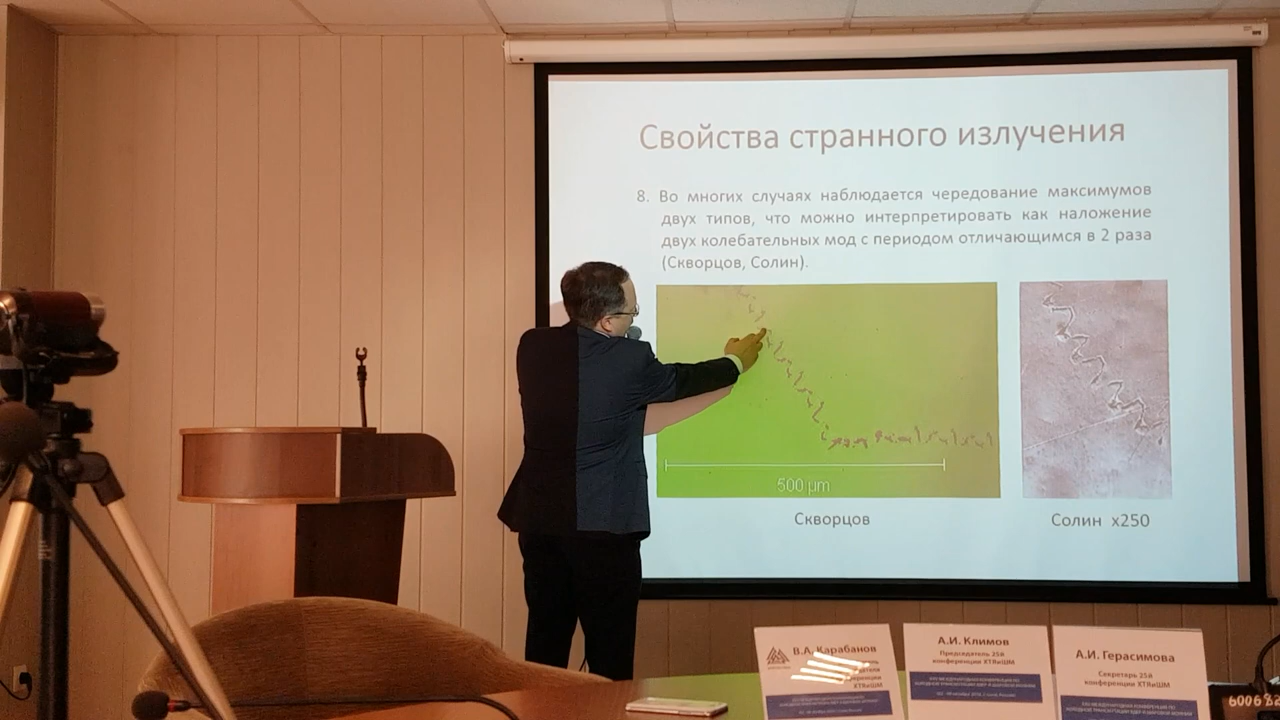 Свойства странного излучения
8. Во многих случаях наблюдается чередование максимумов
двух типов, что можно интерпретировать как наложение
двух колебательных мод с периодом отличающимся в 2 раза
(Скворцов, Солин).
500 µm
Скворцов
Солин x250
В.А. Карабанов
А.И. Климов
Председатель 25й
конференции ХТЯиШМ
А.И. Герасимова
Секретарь 25й
конференции ХТЯиШМ